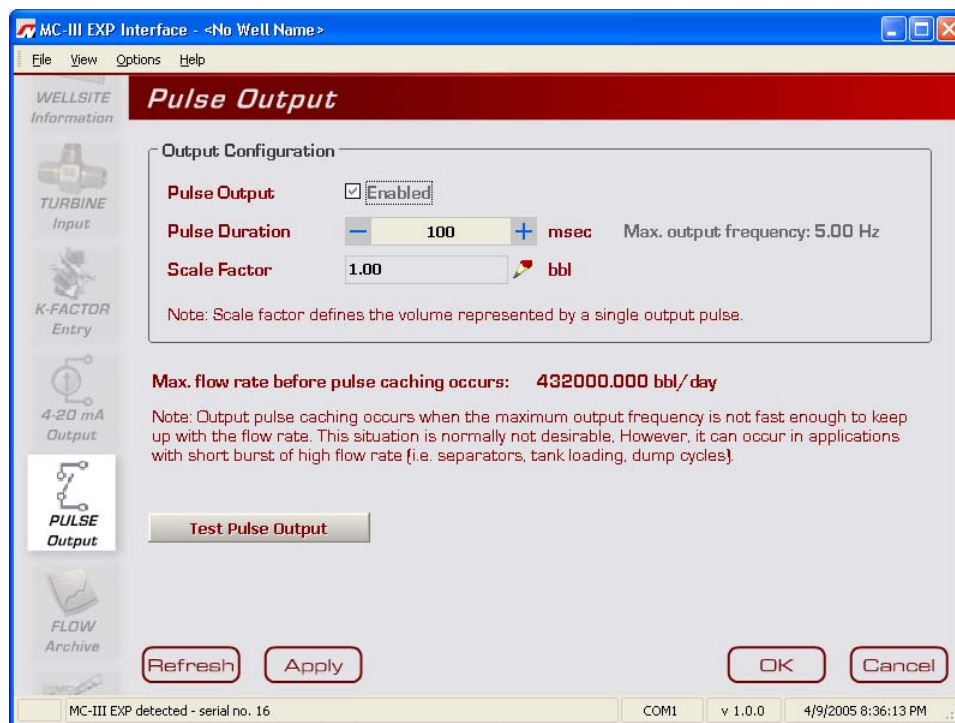 MC-III EXP Interface - <No Well Name>
File View Options Help
WELLSITE
Information
TURBINE
Input
K-FACTOR
Entry
4-20 mA
Output
PULSE
Output
FLOW
Archive
Pulse Output
Output Configuration
Pulse Output Enabled
Pulse Duration − 100 + msec Max. output frequency: 5.00 Hz
Scale Factor 1.00 bbl
Note: Scale factor defines the volume represented by a single output pulse.
Max. flow rate before pulse caching occurs: 432000.000 bbl/day
Note: Output pulse caching occurs when the maximum output frequency is not fast enough to keep
up with the flow rate. This situation is normally not desirable, However, it can occur in applications
with short burst of high flow rate (i.e. separators, tank loading, dump cycles).
Test Pulse Output
Refresh Apply OK Cancel
MC-III EXP detected - serial no. 16 COM1 v 1.0.0 4/9/2005 8:36:13 PM